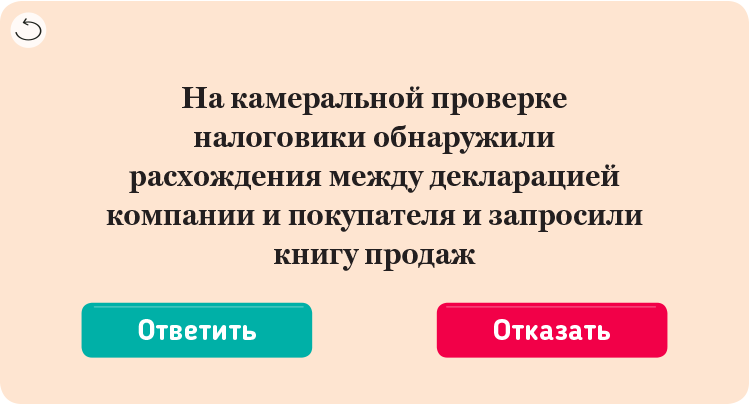 На камеральной проверке
налоговики обнаружили
расхождения между декларацией
компании и покупателя и запросили
книгу продаж
Ответить
Отказать